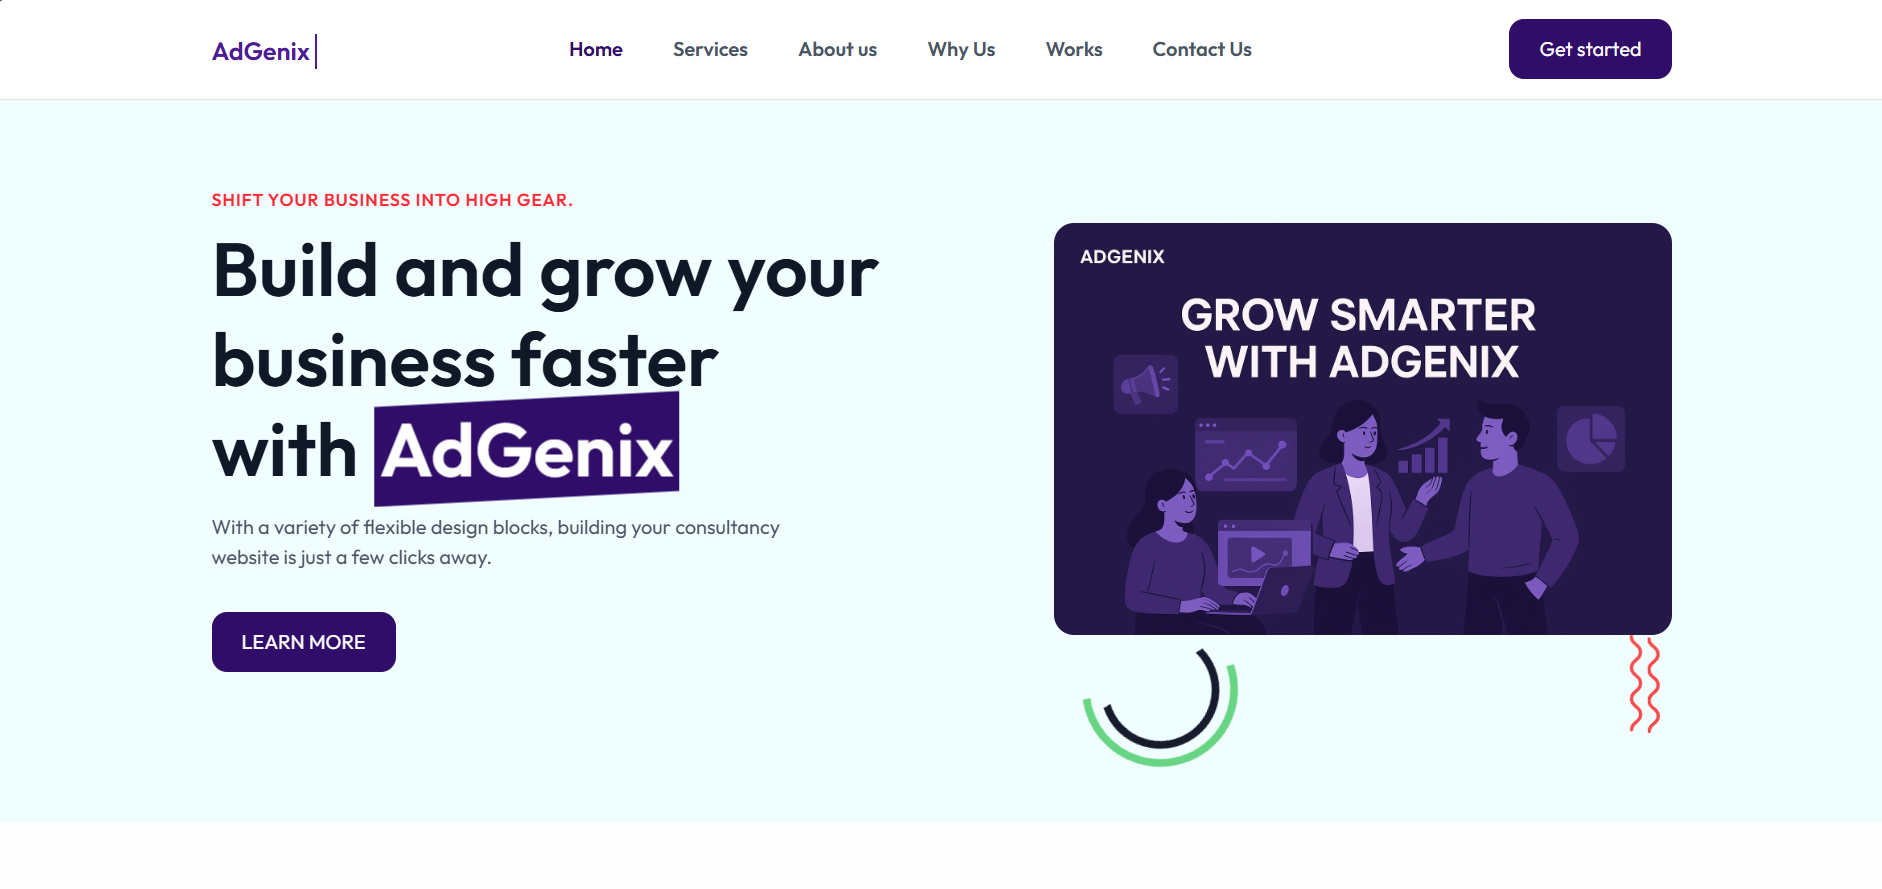 AdGenix
Home Services About us Why Us Works Contact Us
Get started
SHIFT YOUR BUSINESS INTO HIGH GEAR.
Build and grow your
business faster
with AdGenix
With a variety of flexible design blocks, building your consultancy
website is just a few clicks away.
LEARN MORE
ADGENIX
GROW SMARTER
WITH ADGENIX